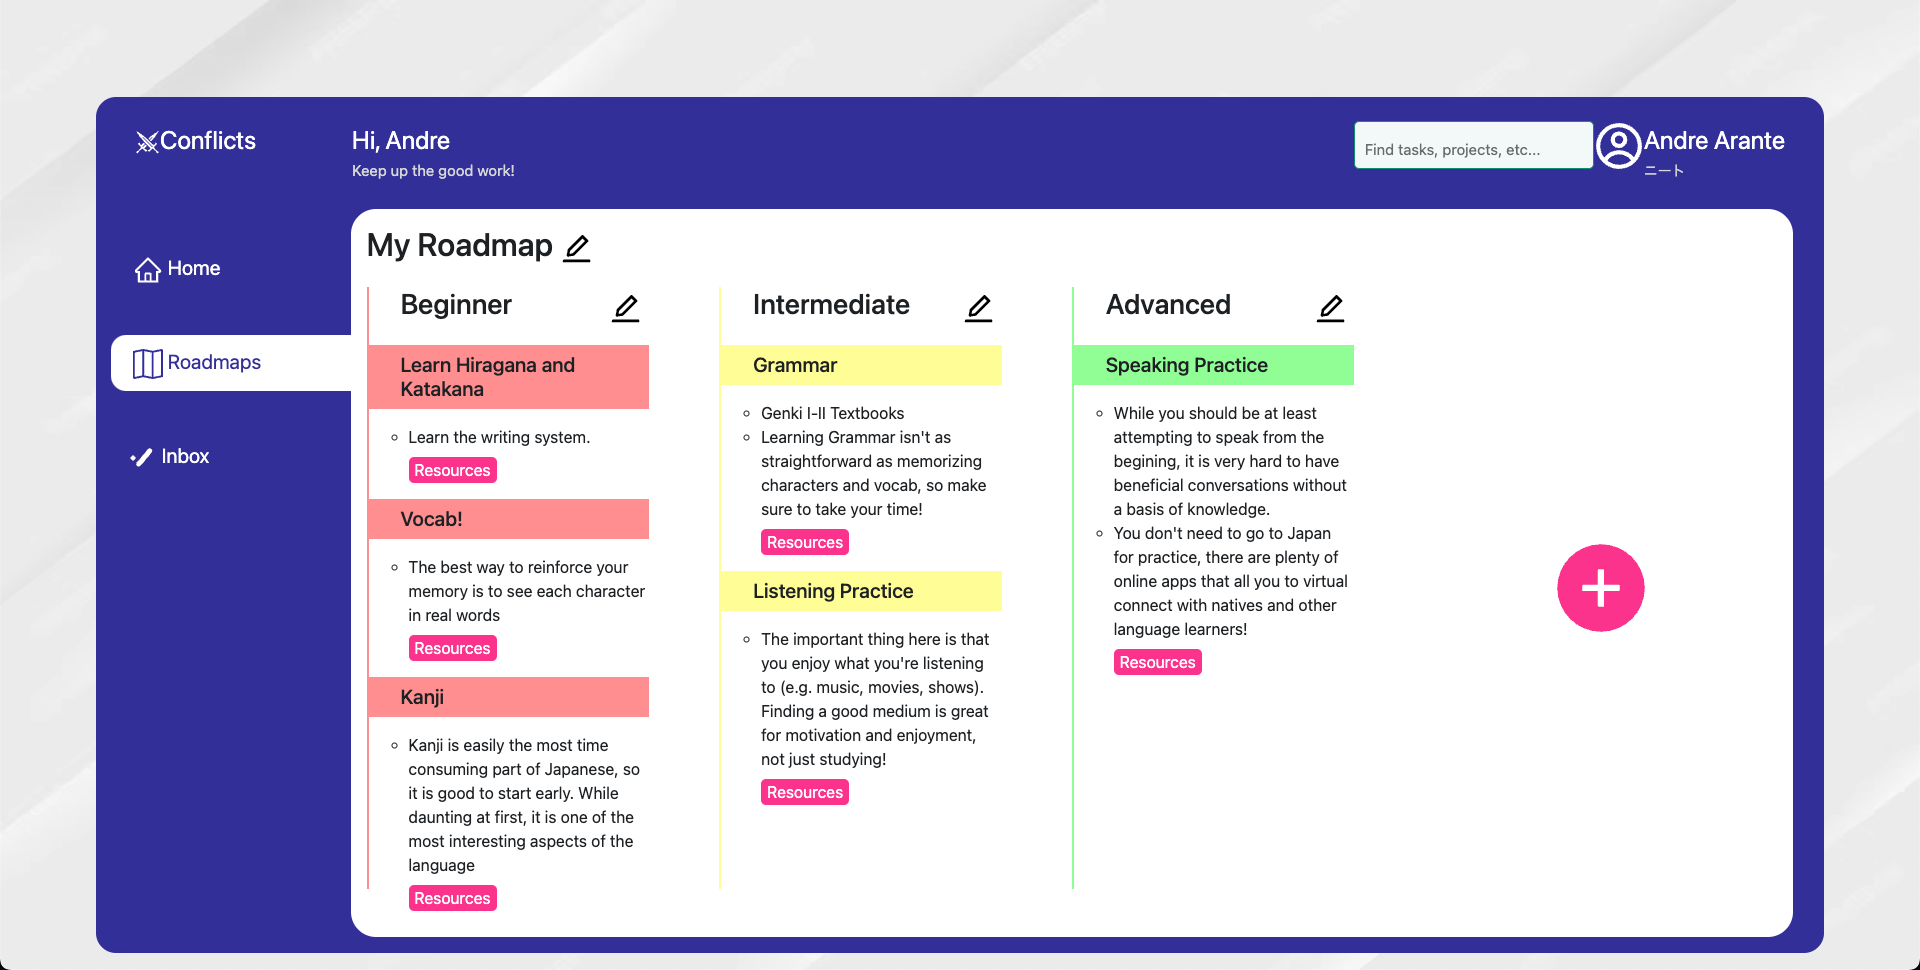 Conflicts
Hi, Andre
Keep up the good work!
Find tasks, projects, etc...
Andre Arante
ニート
Home
Roadmaps
Inbox
My Roadmap
Beginner
Learn Hiragana and
Katakana
Learn the writing system.
Resources
Vocab!
The best way to reinforce your
memory is to see each character
in real words
Resources
Kanji
Kanji is easily the most time
consuming part of Japanese, so
it is good to start early. While
daunting at first, it is one of the
most interesting aspects of the
language
Resources
Intermediate
Grammar
Genki I-II Textbooks
Learning Grammar isn't as
straightforward as memorizing
characters and vocab, so make
sure to take your time!
Resources
Listening Practice
The important thing here is that
you enjoy what you're listening
to (e.g. music, movies, shows).
Finding a good medium is great
for motivation and enjoyment,
not just studying!
Resources
Advanced
Speaking Practice
While you should be at least
attempting to speak from the
begining, it is very hard to have
beneficial conversations without
a basis of knowledge.
You don't need to go to Japan
for practice, there are plenty of
online apps that all you to virtual
connect with natives and other
language learners!
Resources